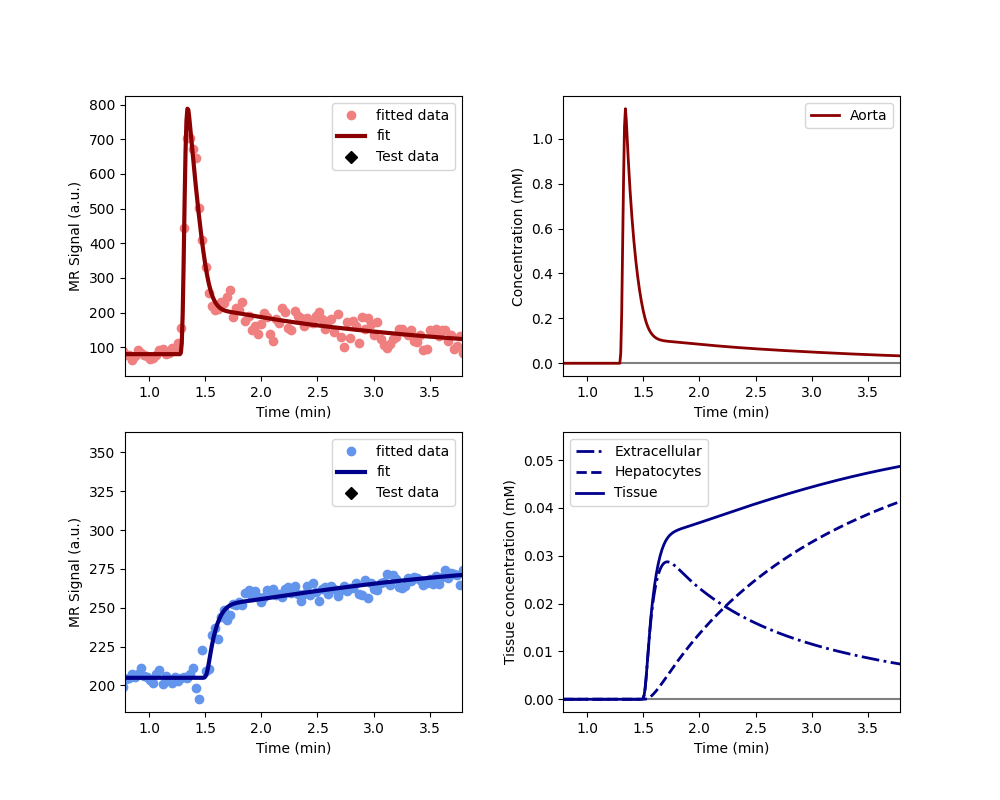 800
700
600
500
400
300
200
100
MR Signal (a.u.)
fitted data
fit
Test data
1.0 1.5 2.0 2.5 3.0 3.5
Time (min)
1.0
0.8
0.6
0.4
0.2
0.0
Concentration (mM)
Aorta
1.0 1.5 2.0 2.5 3.0 3.5
Time (min)
350
325
300
275
250
225
200
MR Signal (a.u.)
fitted data
fit
Test data
1.0 1.5 2.0 2.5 3.0 3.5
Time (min)
0.05
0.04
0.03
0.02
0.01
0.00
Tissue concentration (mM)
Extracellular
Hepatocytes
Tissue
1.0 1.5 2.0 2.5 3.0 3.5
Time (min)